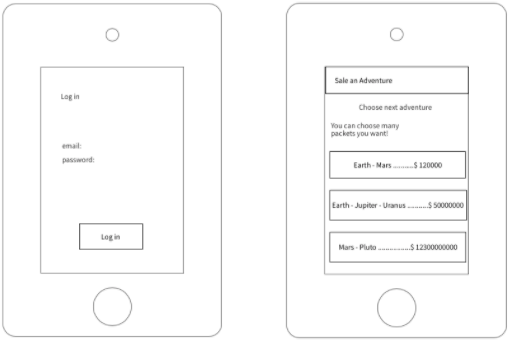 Log in
email:
password:
Log in
Sale an Adventure
Choose next adventure
You can choose many
packets you want!
Earth - Mars ..........$ 120000
Earth - Jupiter - Uranus ..........$ 50000000
Mars - Pluto ................$ 12300000000